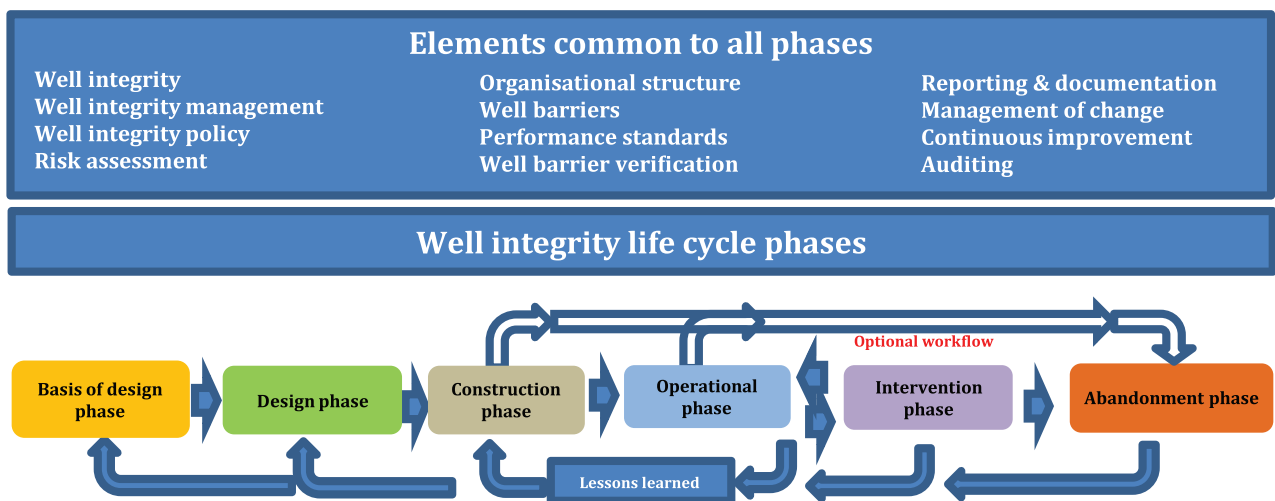 Elements common to all phases
Well integrity
Well integrity management
Well integrity policy
Risk assessment
Organisational structure
Well barriers
Performance standards
Well barrier verification
Reporting & documentation
Management of change
Continuous improvement
Auditing
Well integrity life cycle phases
Optional workflow
Basis of design
phase
Design phase
Construction
phase
Operational
phase
Intervention
phase
Abandonment phase
Lessons learned